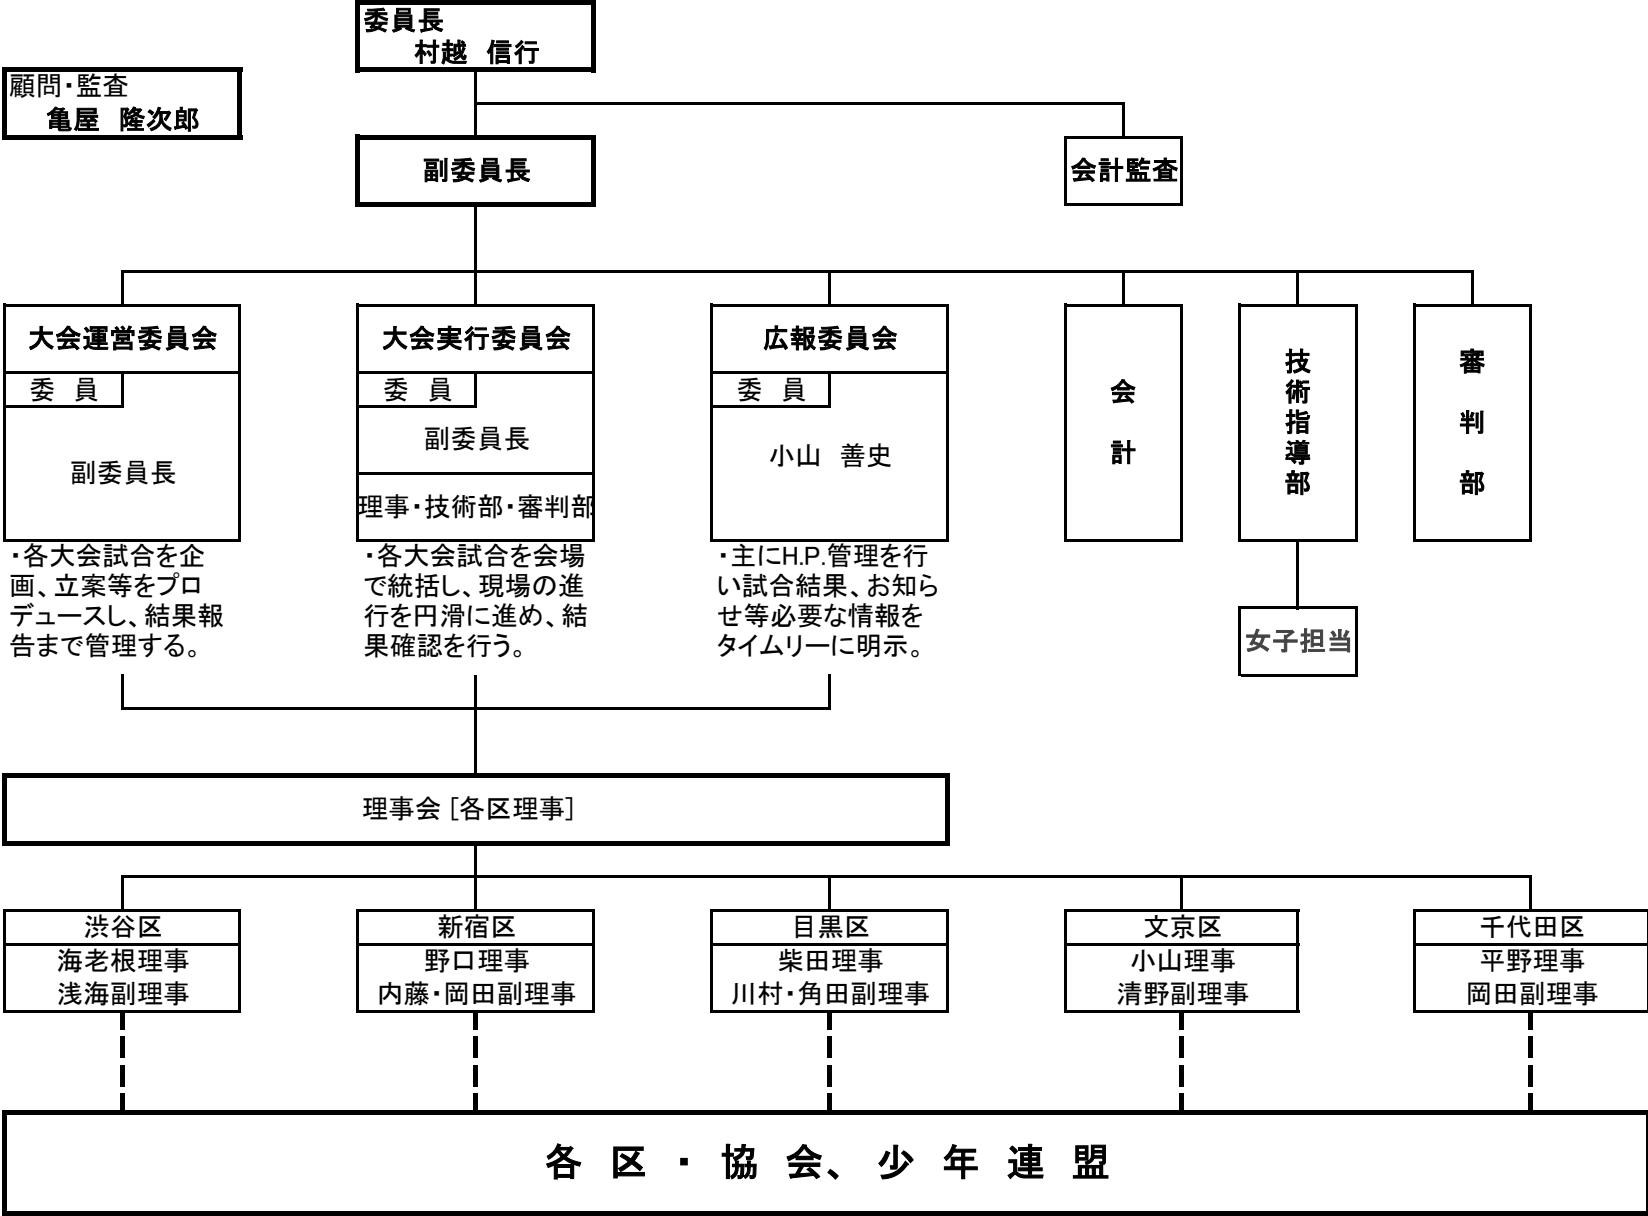 委員長
村越　信行
顧問・監査
亀屋　隆次郎
副委員長
会計監査
大会運営委員会
委　員
副委員長
・各大会試合を企
画、立案等をプロ
デュースし、結果報
告まで管理する。
大会実行委員会
委　員
副委員長
理事・技術部・審判部
・各大会試合を会場
で統括し、現場の進
行を円滑に進め、結
果確認を行う。
広報委員会
委　員
小山　善史
・主にH.P.管理を行
い試合結果、お知ら
せ等必要な情報を
タイムリーに明示。
会計
技術指導部
審判部
女子担当
理事会 [各区理事]
渋谷区
海老根理事
浅海副理事
新宿区
野口理事
内藤・岡田副理事
目黒区
柴田理事
川村・角田副理事
文京区
小山理事
清野副理事
千代田区
平野理事
岡田副理事
各　区　・　協　会、　少　年　連　盟